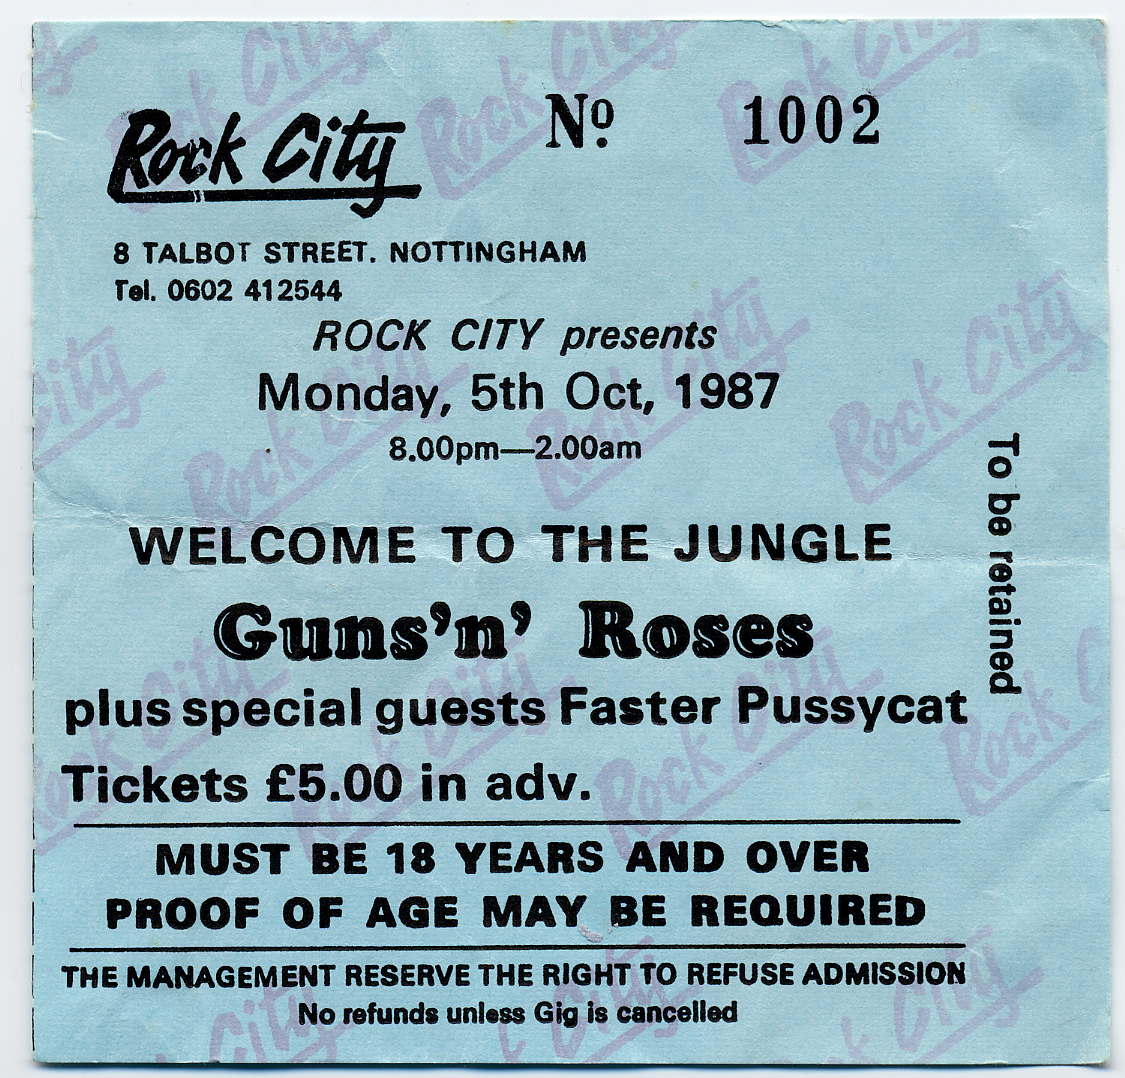 Rock City
Nº 1002
8 TALBOT STREET. NOTTINGHAM
Tel. 0602 412544
ROCK CITY presents
Monday, 5th Oct, 1987
8.00pm—2.00am
WELCOME TO THE JUNGLE
Guns'n' Roses
plus special guests Faster Pussycat
Tickets £5.00 in adv.
MUST BE 18 YEARS AND OVER
PROOF OF AGE MAY BE REQUIRED
THE MANAGEMENT RESERVE THE RIGHT TO REFUSE ADMISSION
No refunds unless Gig is cancelled
To be retained